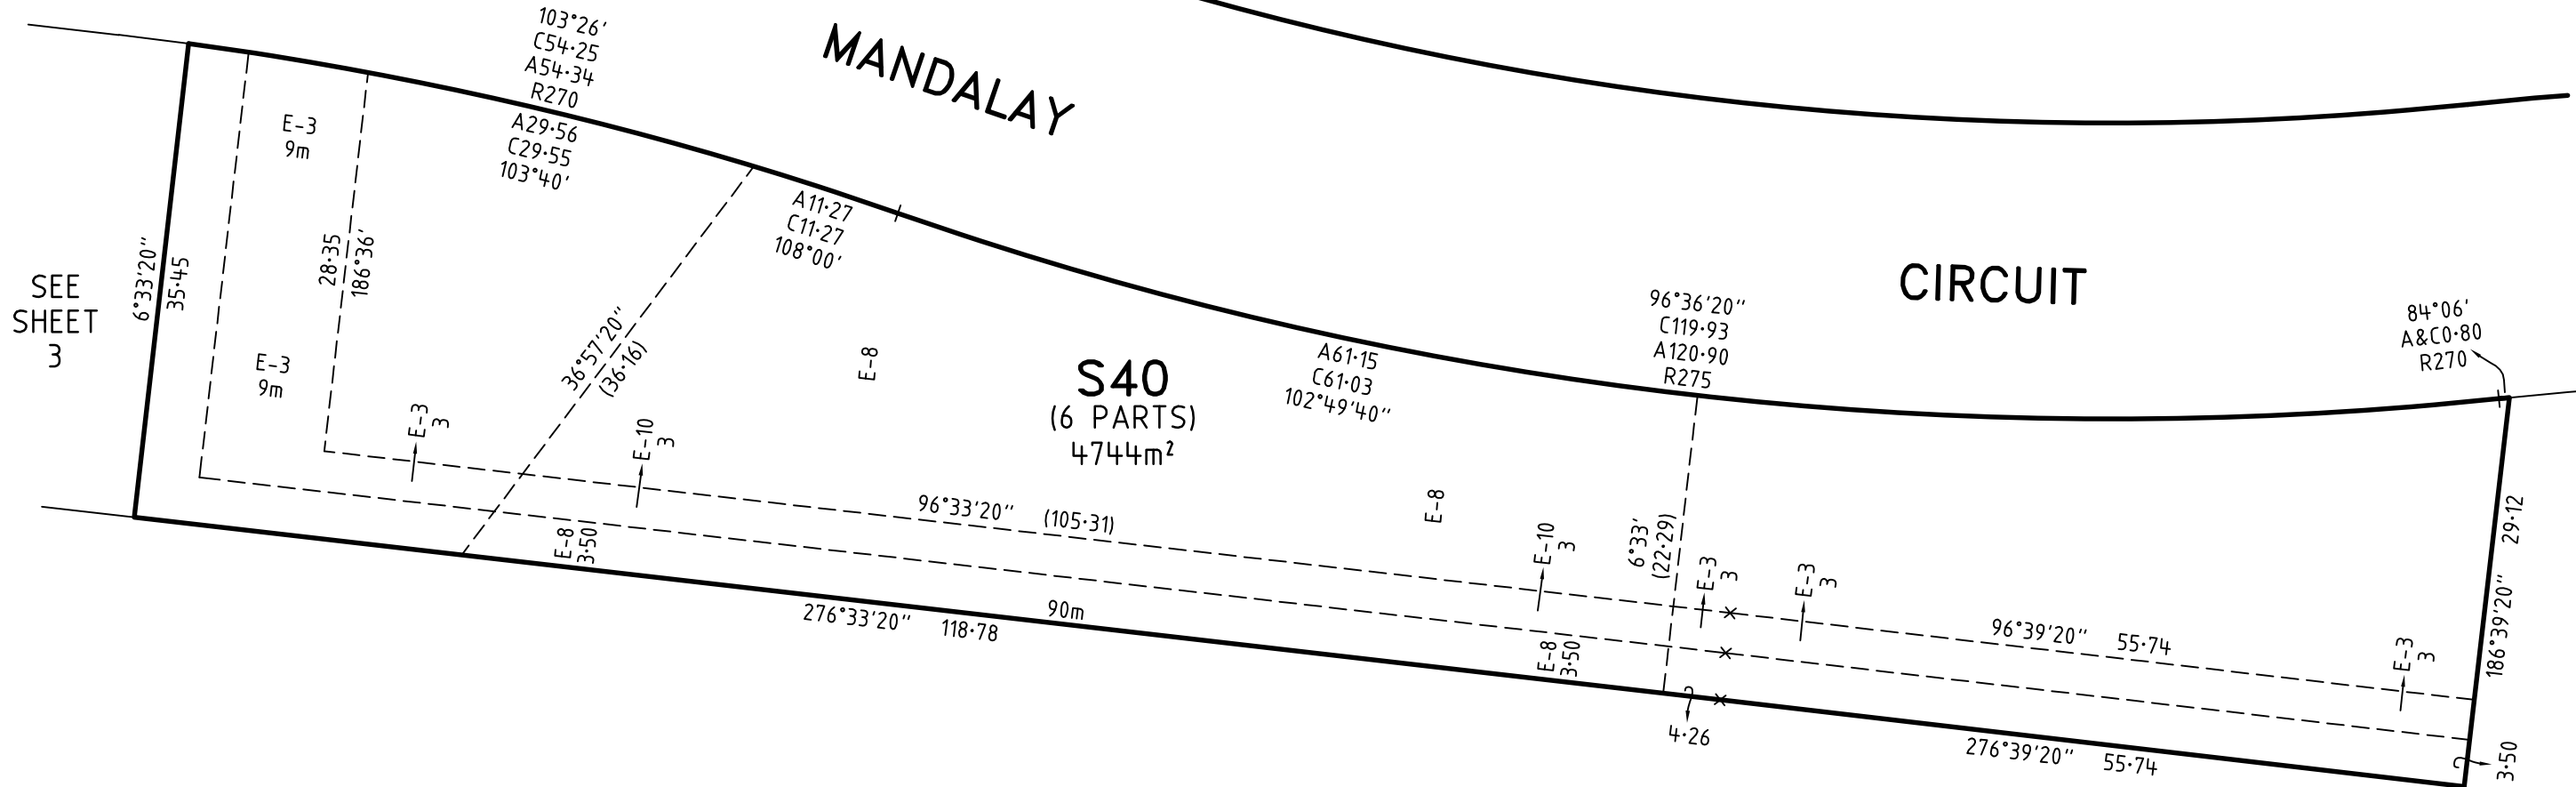 103°26'
C54·25
A54·34
R270
A29·56
C29·55
103°40'
MANDALAY
CIRCUIT
E-3
9m
A11·27
C11·27
108°00'
6°33'20"
35·45
28·35
186°36'
SEE
SHEET
3
E-3
9m
36°57'20"
(36·16)
E-8
S40
(6 PARTS)
4744m²
A61·15
C61·03
102°49'40"
96°36'20"
C119·93
A120·90
R275
84°06'
A&C0·80
R270
E-3
3
E-10
3
96°33'20" (105·31)
E-8
E-8
3·50
E-10
3
6°33'
(22·29)
E-3
3
E-3
3
29·12
186°39'20"
96°39'20" 55·74
E-3
3
90m
276°33'20" 118·78
E-8
3·50
4·26
276°39'20" 55·74
3·50